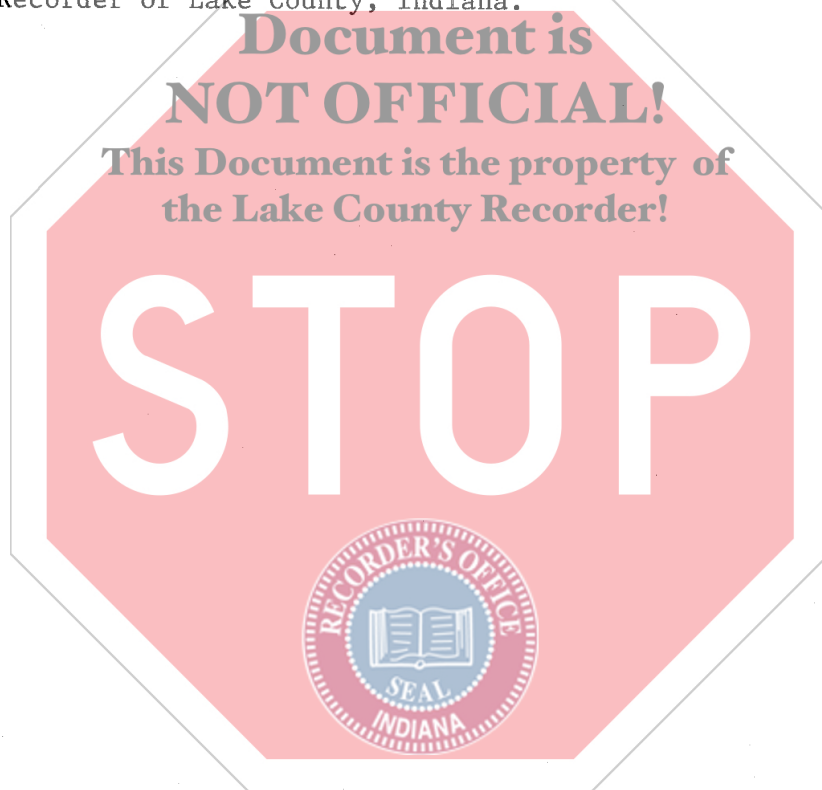 Recorder of Lake County, Indiana.
Document is
NOT OFFICIAL!
This Document is the property of
the Lake County Recorder!
STOP
RECORDER'S OFFICE
SEAL
INDIANA